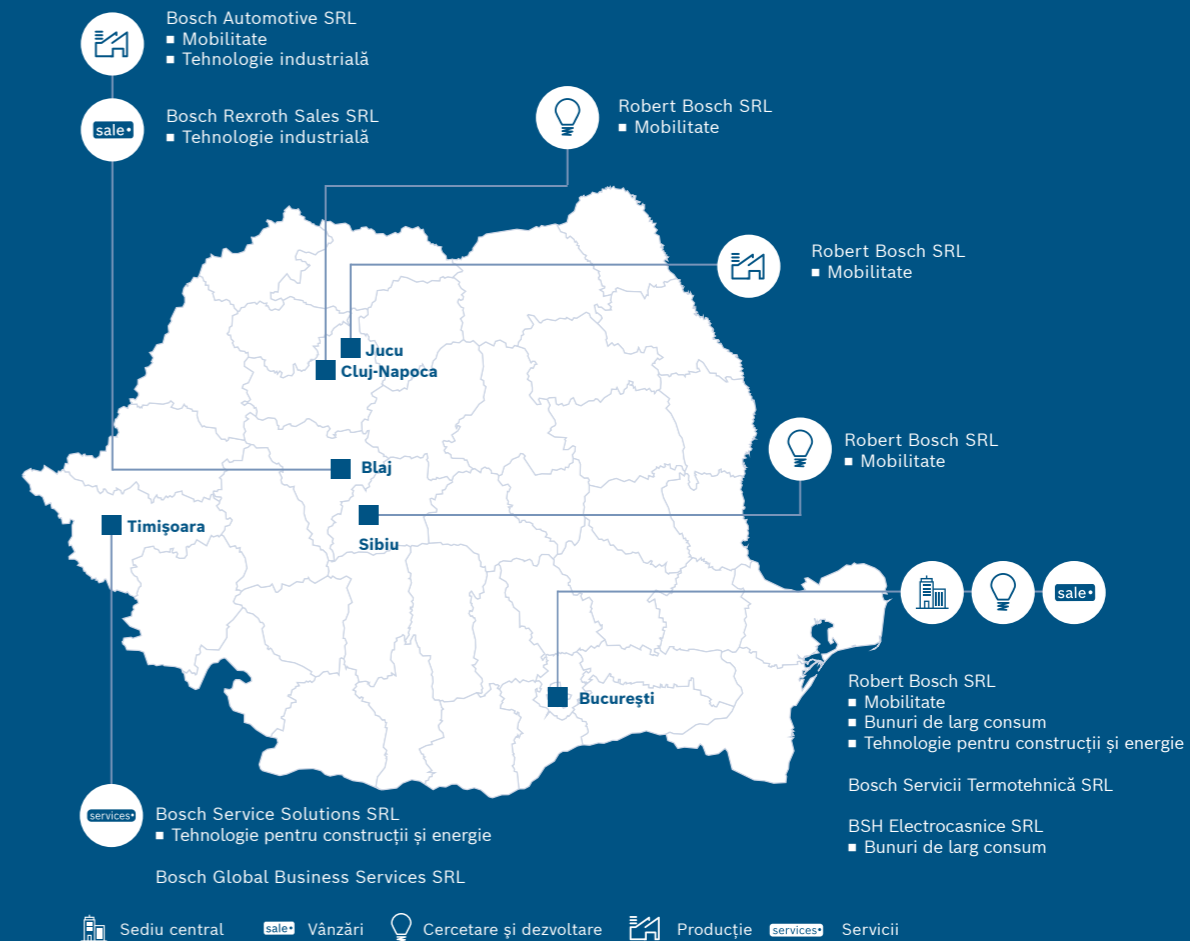 Bosch Automotive SRL
▪ Mobilitate
▪ Tehnologie industrială
sale
Bosch Rexroth Sales SRL
▪ Tehnologie industrială
Robert Bosch SRL
▪ Mobilitate
Robert Bosch SRL
▪ Mobilitate
Jucu
Cluj-Napoca
Robert Bosch SRL
▪ Mobilitate
Blaj
Timișoara
Sibiu
sale
București
Robert Bosch SRL
▪ Mobilitate
▪ Bunuri de larg consum
▪ Tehnologie pentru construcții și energie
Bosch Servicii Termotehnică SRL
BSH Electrocasnice SRL
▪ Bunuri de larg consum
services
Bosch Service Solutions SRL
▪ Tehnologie pentru construcții și energie
Bosch Global Business Services SRL
Sediu central sale Vânzări Cercetare și dezvoltare Producție services Servicii